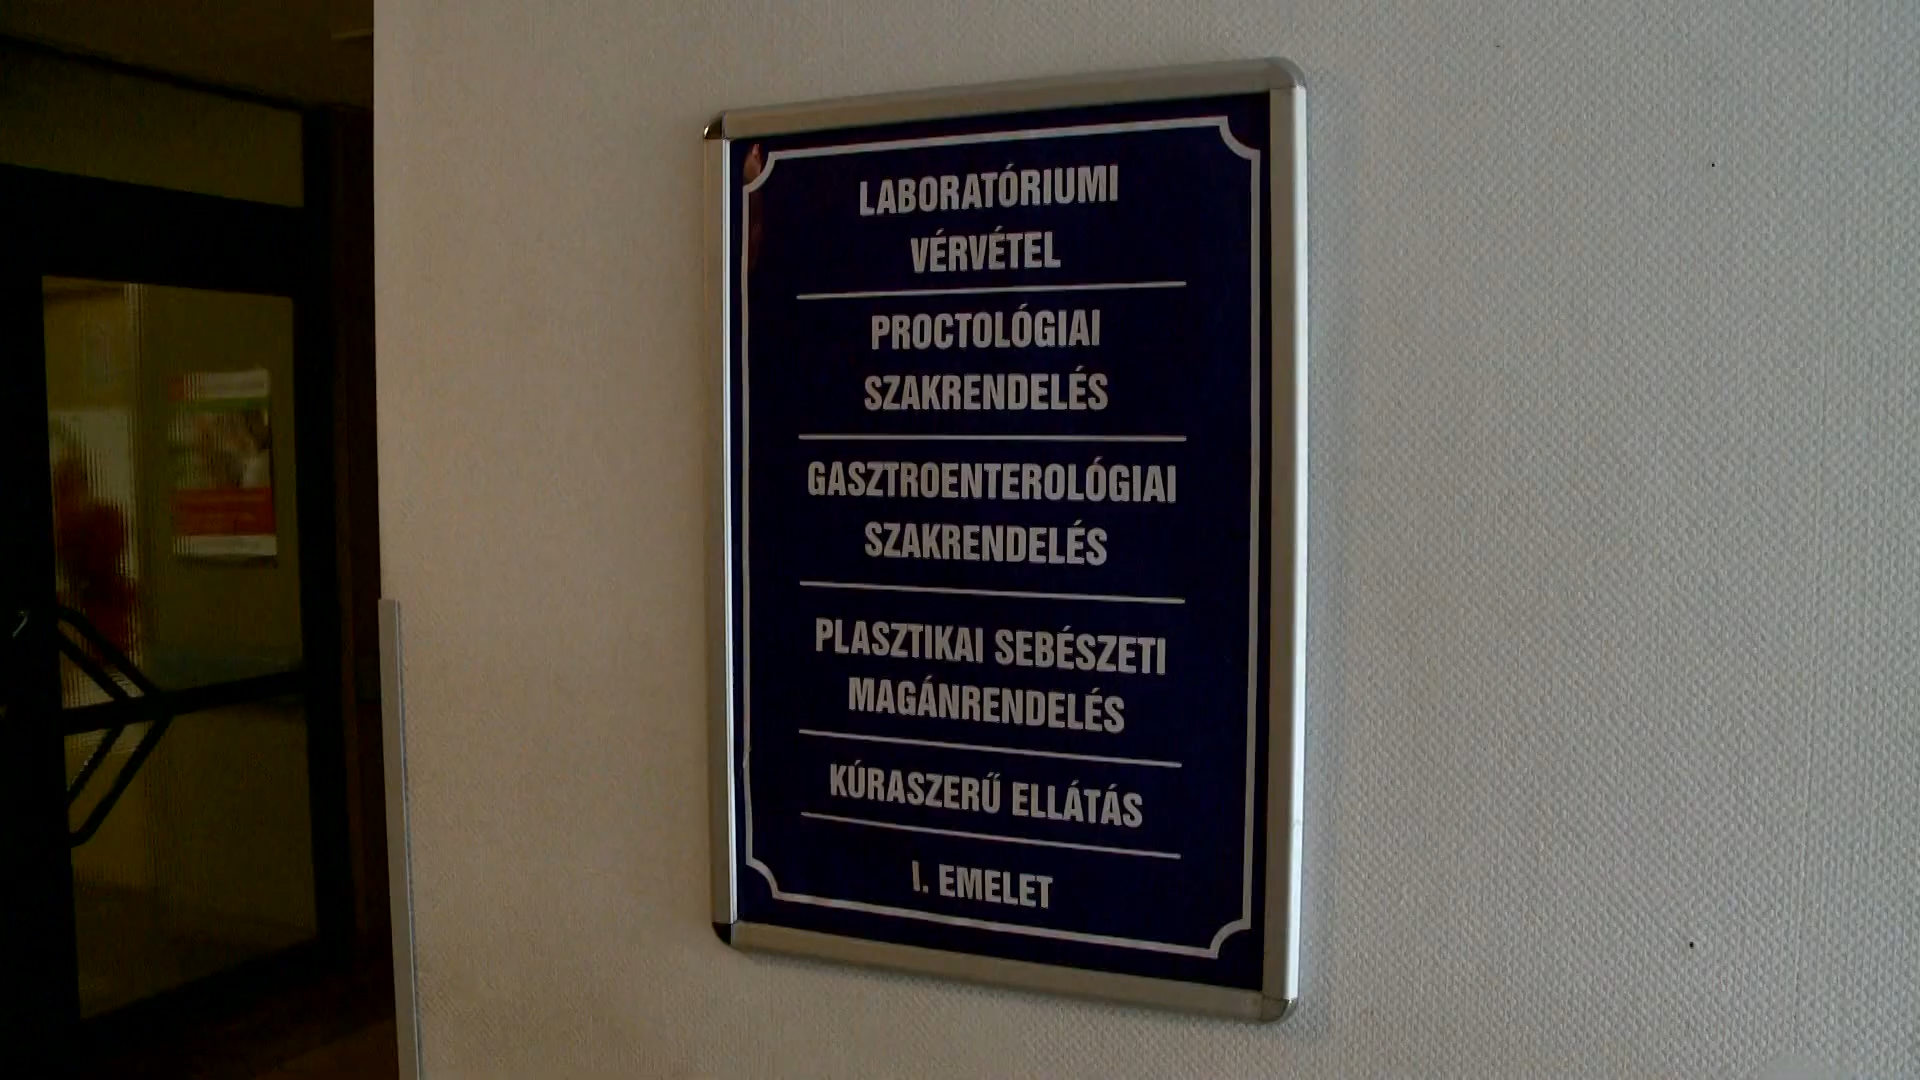 LABORATÓRIUMI
VÉRVÉTEL
PROCTOLÓGIAI
SZAKRENDELÉS
GASZTROENTEROLÓGIAI
SZAKRENDELÉS
PLASZTIKAI SEBÉSZETI
MAGÁNRENDELÉS
KÚRASZERŰ ELLÁTÁS
I. EMELET